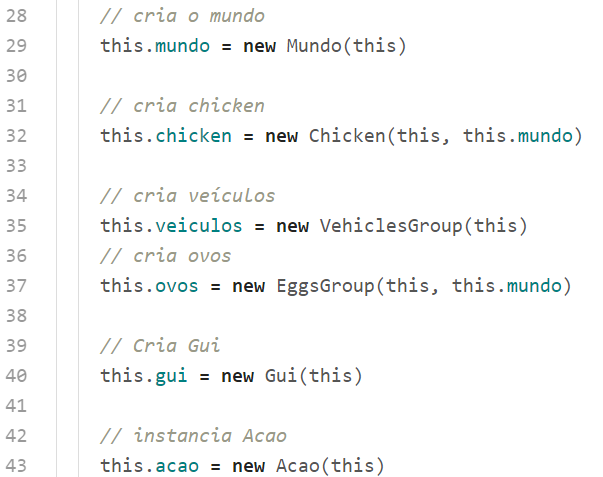 28 // cria o mundo
29 this.mundo = new Mundo(this)
30
31 // cria chicken
32 this.chicken = new Chicken(this, this.mundo)
33
34 // cria veículos
35 this.veiculos = new VehiclesGroup(this)
36 // cria ovos
37 this.ovos = new EggsGroup(this, this.mundo)
38
39 // Cria Gui
40 this.gui = new Gui(this)
41
42 // instancia Acao
43 this.acao = new Acao(this)